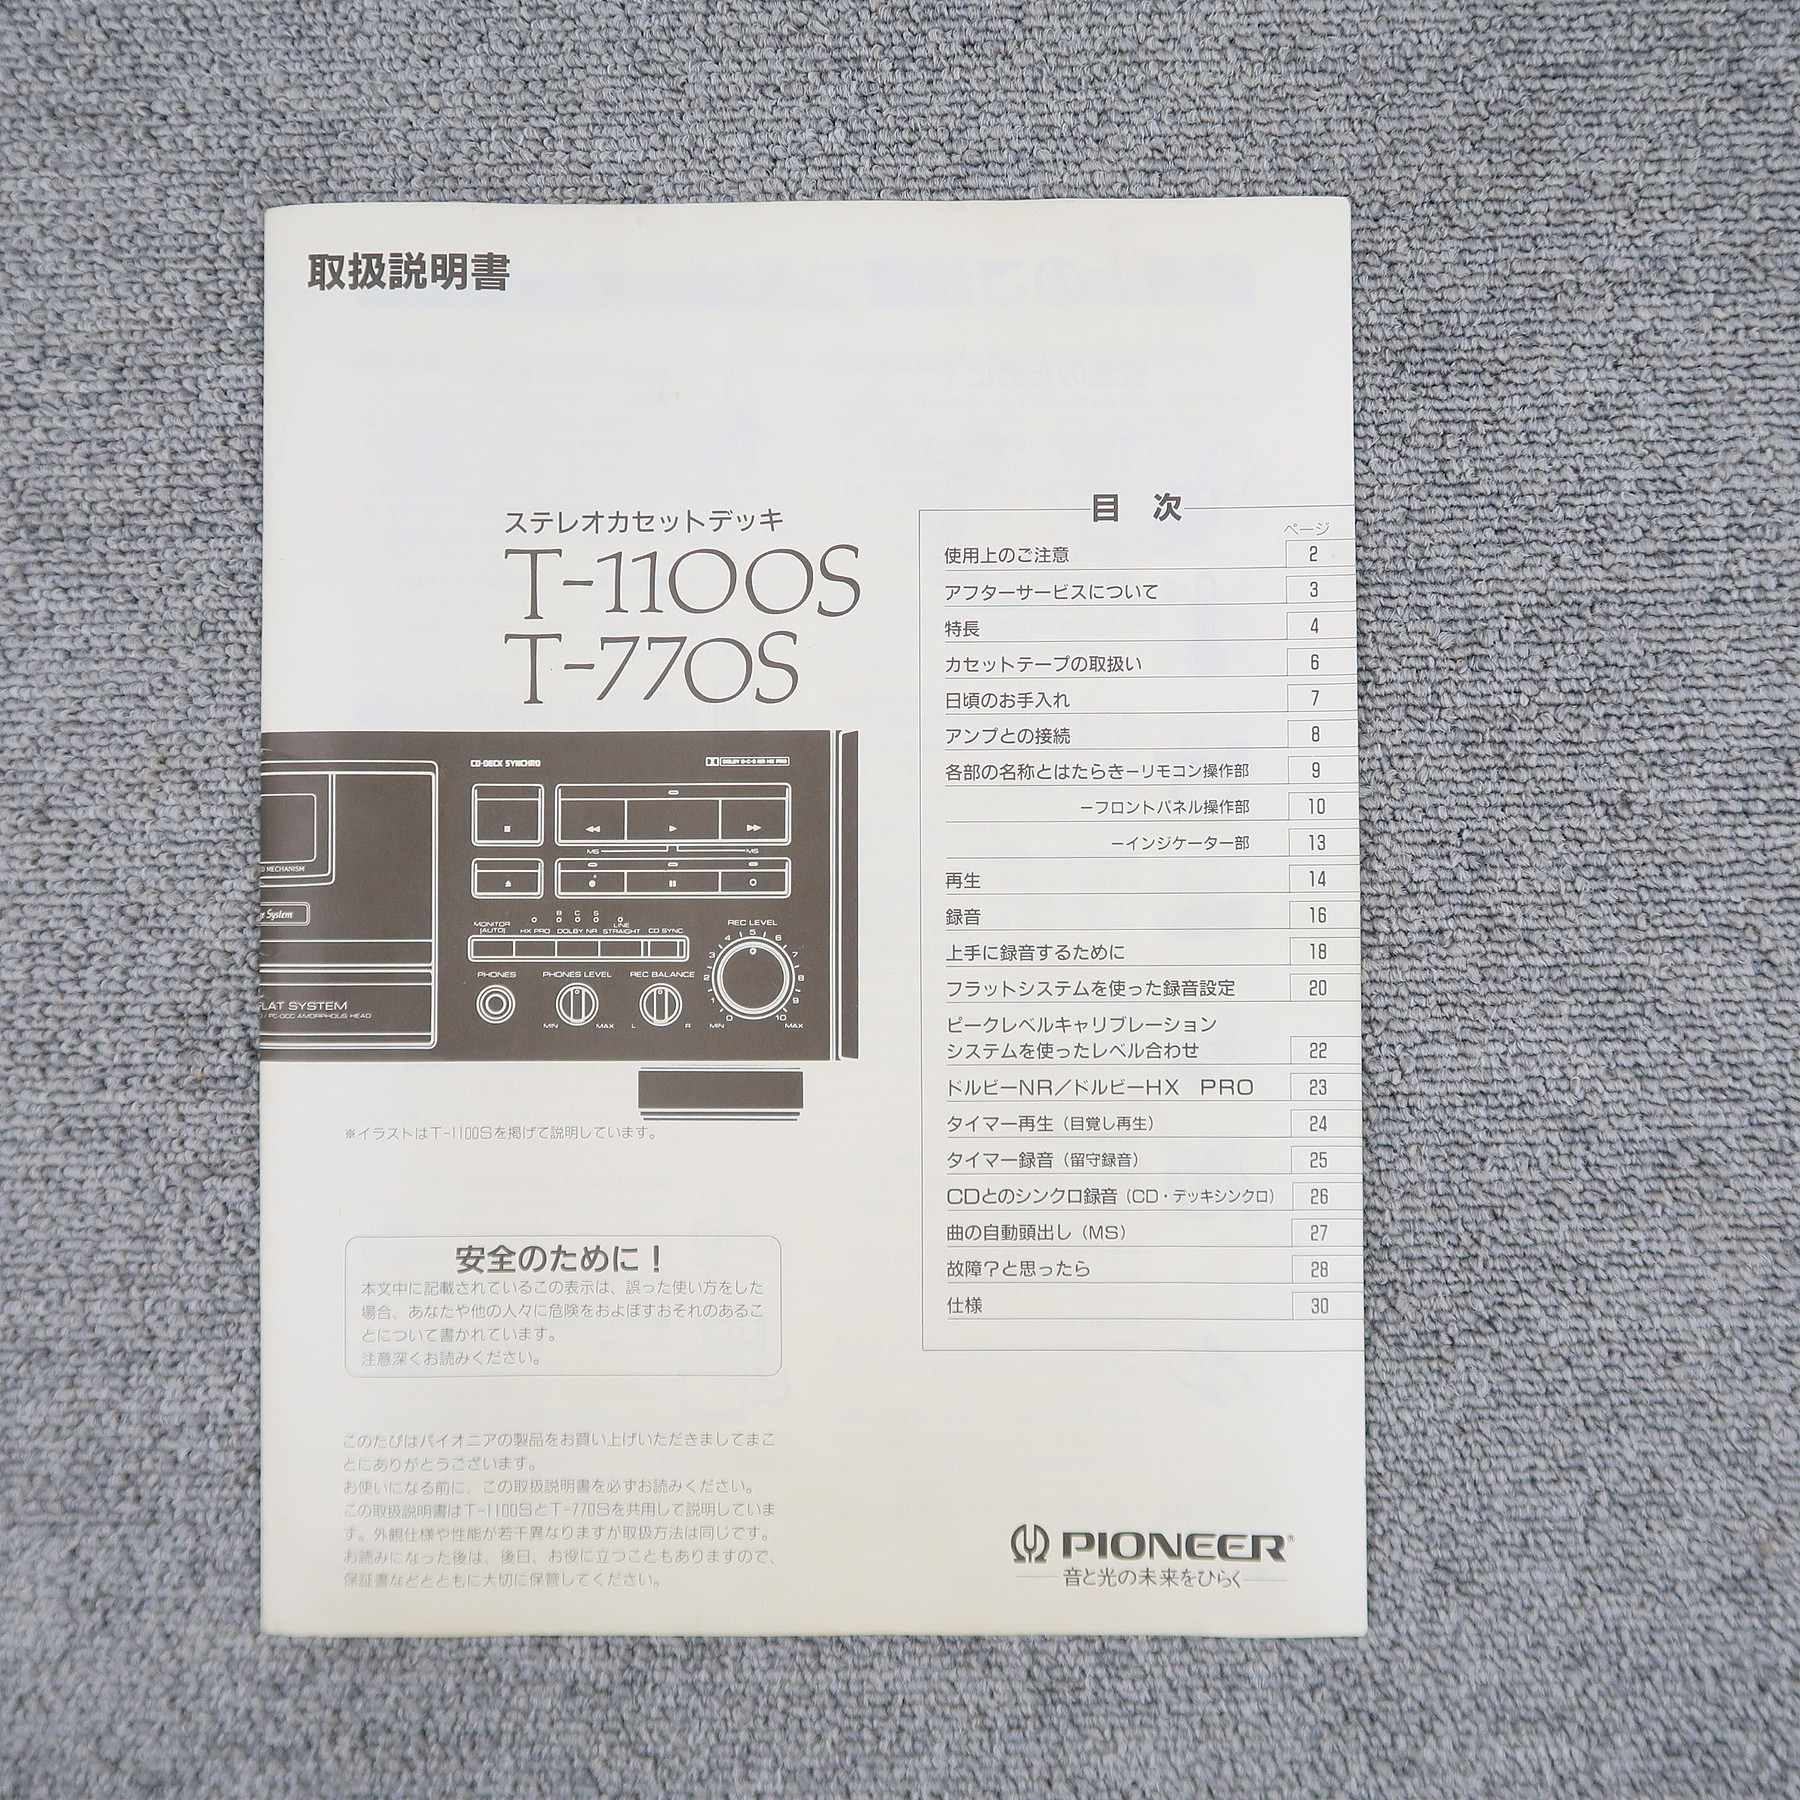 取扱説明書
ステレオカセットデッキ
T-1100S
T-770S
CD-DECK SYNCHRO
DOLBY B-C-S NR HX PRO
MS
MS
MECHANISM
System
MONITOR (AUTO)
HX PRO
B C S
DOLBY NR
LINE STRAIGHT
CD SYNC
REC LEVEL
0 1 2 3 4 5 6 7 8 9 10
MIN
MAX
PHONES
PHONES LEVEL
MIN
MAX
REC BALANCE
L
R
FLAT SYSTEM
PC-OCC AMORPHOUS HEAD
※イラストはT-1100Sを掲げて説明しています。
安全のために！
本文中に記載されているこの表示は、誤った使い方をした
場合、あなたや他の人々に危険をおよぼすおそれのあるこ
とについて書かれています。
注意深くお読みください。
このたびはパイオニアの製品をお買い上げいただきましてまこ
とにありがとうございます。
お使いになる前に、この取扱説明書を必ずお読みください。
この取扱説明書はT-1100SとT-770Sを共用して説明していま
す。外観仕様や性能が若干異なりますが取扱方法は同じです。
お読みになった後は、後日、お役に立つこともありますので、
保証書などとともに大切に保管してください。
目 次
ページ
使用上のご注意 2
アフターサービスについて 3
特長 4
カセットテープの取扱い 6
日頃のお手入れ 7
アンプとの接続 8
各部の名称とはたらき－リモコン操作部 9
－フロントパネル操作部 10
－インジケーター部 13
再生 14
録音 16
上手に録音するために 18
フラットシステムを使った録音設定 20
ピークレベルキャリブレーション
システムを使ったレベル合わせ 22
ドルビーNR／ドルビーHX PRO 23
タイマー再生（目覚し再生） 24
タイマー録音（留守録音） 25
CDとのシンクロ録音（CD・デッキシンクロ） 26
曲の自動頭出し（MS） 27
故障？と思ったら 28
仕様 30
PIONEER®
音と光の未来をひらく